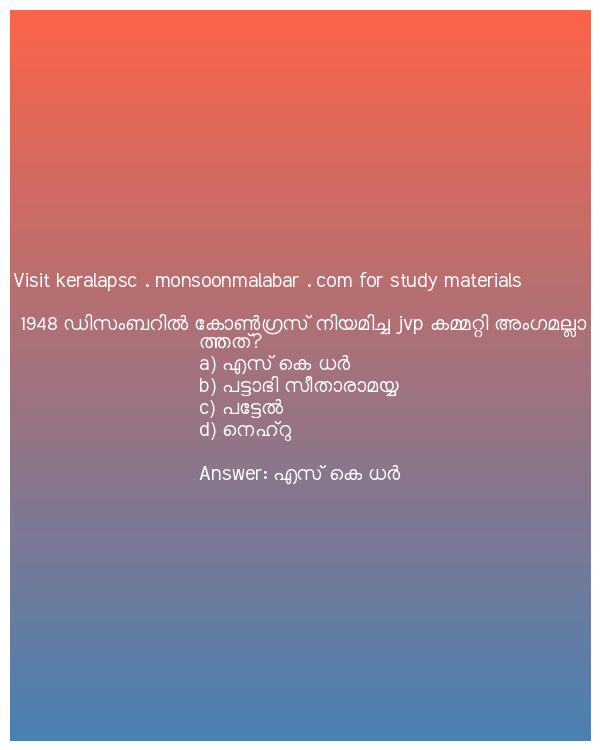 Visit keralapsc . monsoonmalabar . com for study materials
1948 ഡിസംബറിൽ കോൺഗ്രസ് നിയമിച്ച jvp കമ്മറ്റി അംഗമല്ലാ
ത്തത്?
a) എസ് കെ ധർ
b) പട്ടാഭി സീതാരാമയ്യ
c) പട്ടേൽ
d) നെഹ്റു
Answer: എസ് കെ ധർ